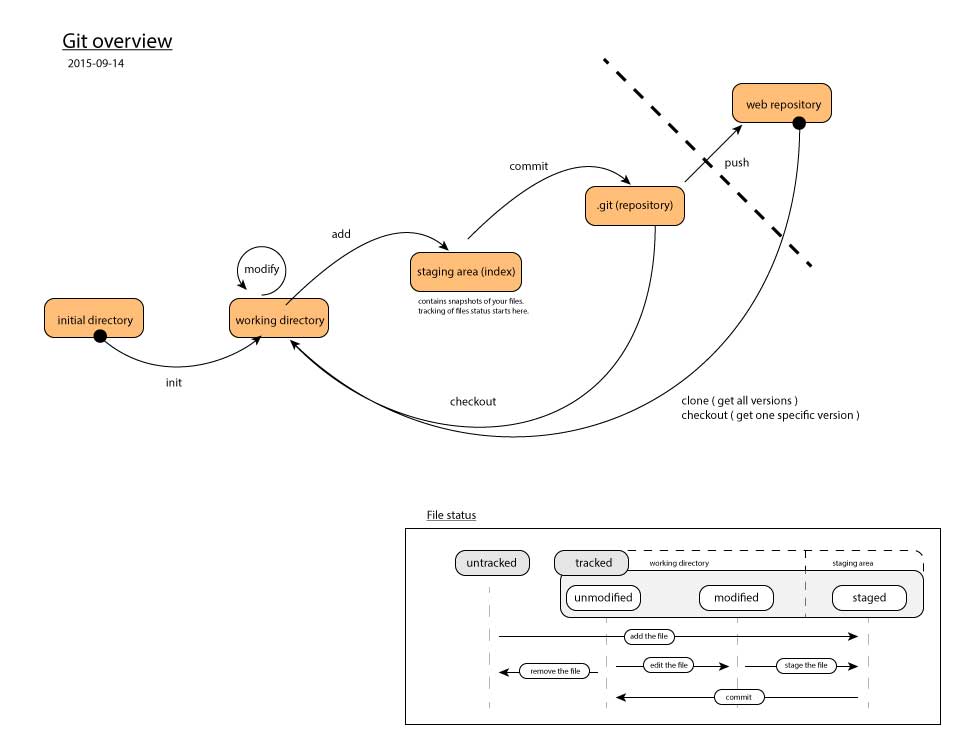 Git overview
2015-09-14
web repository
push
commit
.git (repository)
add
staging area (index)
contains snapshots of your files.
tracking of files status starts here.
modify
initial directory
working directory
init
checkout
clone ( get all versions )
checkout ( get one specific version )
File status
untracked
tracked
working directory
staging area
unmodified
modified
staged
add the file
remove the file
edit the file
stage the file
commit